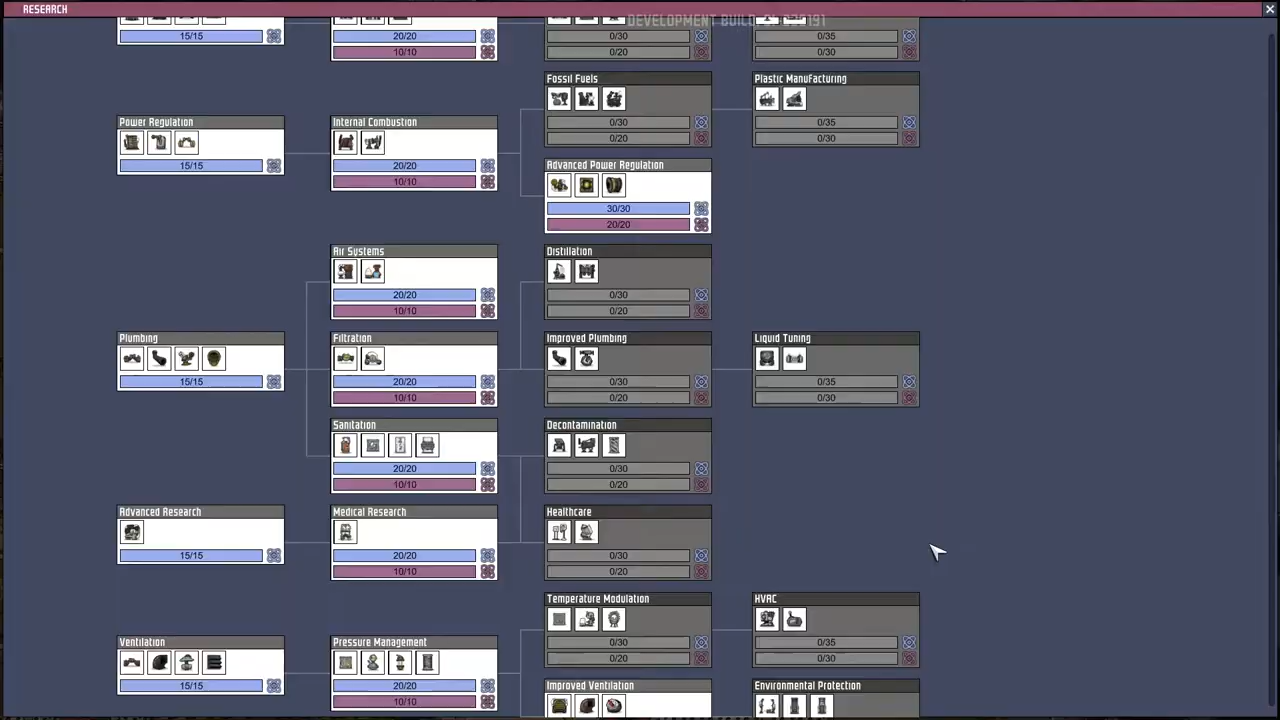 RESEARCH
DEVELOPMENT BUILD
15/15
20/20
10/10
0/30
0/20
0/35
0/30
Fossil Fuels
0/30
0/20
Plastic Manufacturing
0/35
0/30
Power Regulation
15/15
Internal Combustion
20/20
10/10
Advanced Power Regulation
30/30
20/20
Air Systems
20/20
10/10
Distillation
0/30
0/20
Plumbing
15/15
Filtration
20/20
10/10
Improved Plumbing
0/30
0/20
Liquid Tuning
0/35
0/30
Sanitation
20/20
10/10
Decontamination
0/30
0/20
Advanced Research
15/15
Medical Research
20/20
10/10
Healthcare
0/30
0/20
Temperature Modulation
0/30
0/20
HVAC
0/35
0/30
Ventilation
15/15
Pressure Management
20/20
10/10
Improved Ventilation
Environmental Protection